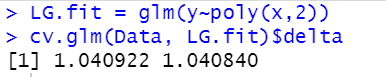 > LG.fit = glm(y~poly(x,2))
> cv.glm(Data, LG.fit)$delta
[1] 1.040922 1.040840